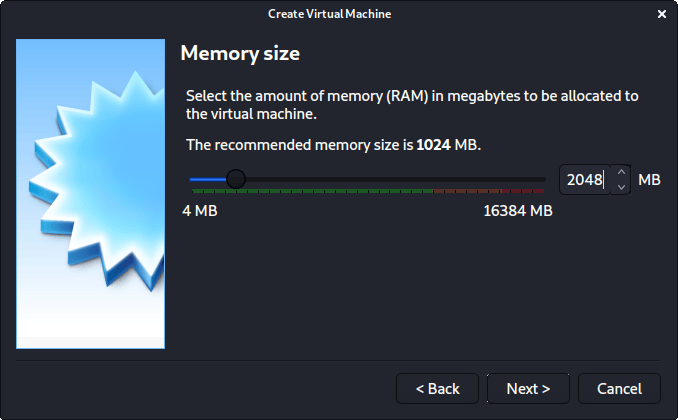 Create Virtual Machine
Memory size
Select the amount of memory (RAM) in megabytes to be allocated to
the virtual machine.
The recommended memory size is 1024 MB.
2048 MB
4 MB 16384 MB
< Back Next > Cancel